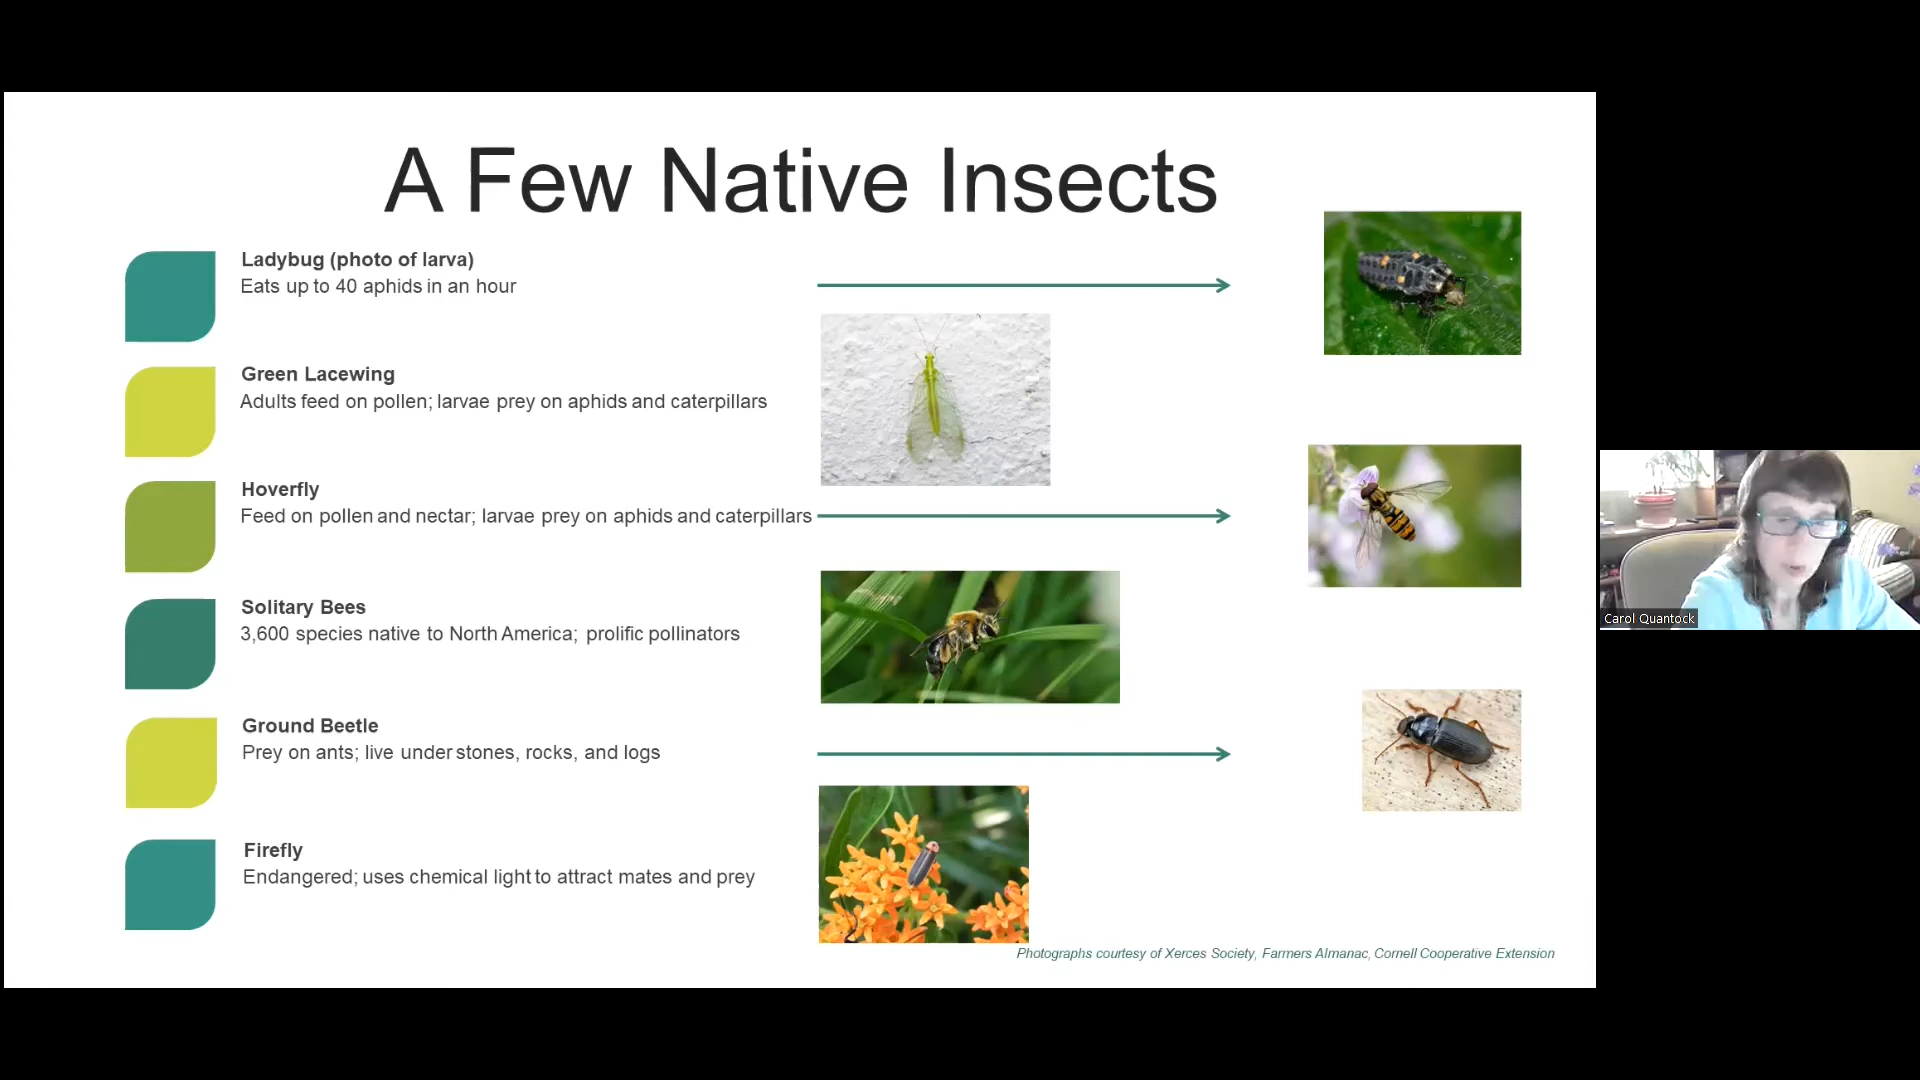 A Few Native Insects
Ladybug (photo of larva)
Eats up to 40 aphids in an hour
Green Lacewing
Adults feed on pollen; larvae prey on aphids and caterpillars
Hoverfly
Feed on pollen and nectar; larvae prey on aphids and caterpillars
Solitary Bees
3,600 species native to North America; prolific pollinators
Ground Beetle
Prey on ants; live under stones, rocks, and logs
Firefly
Endangered; uses chemical light to attract mates and prey
Photographs courtesy of Xerces Society, Farmers Almanac, Cornell Cooperative Extension
Carol Quantock